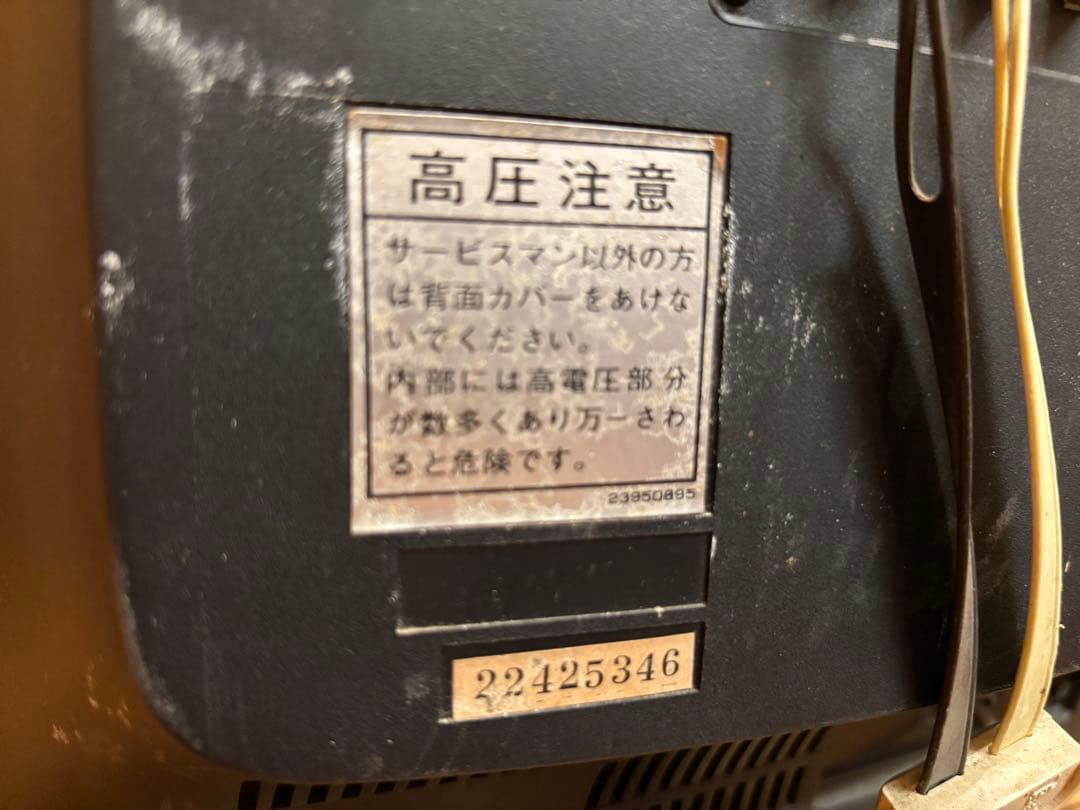 高圧注意
サービスマン以外の方
は背面カバーをあけな
いでください。
内部には高電圧部分
が数多くあり万一さわ
ると危険です。
23950895
22425346